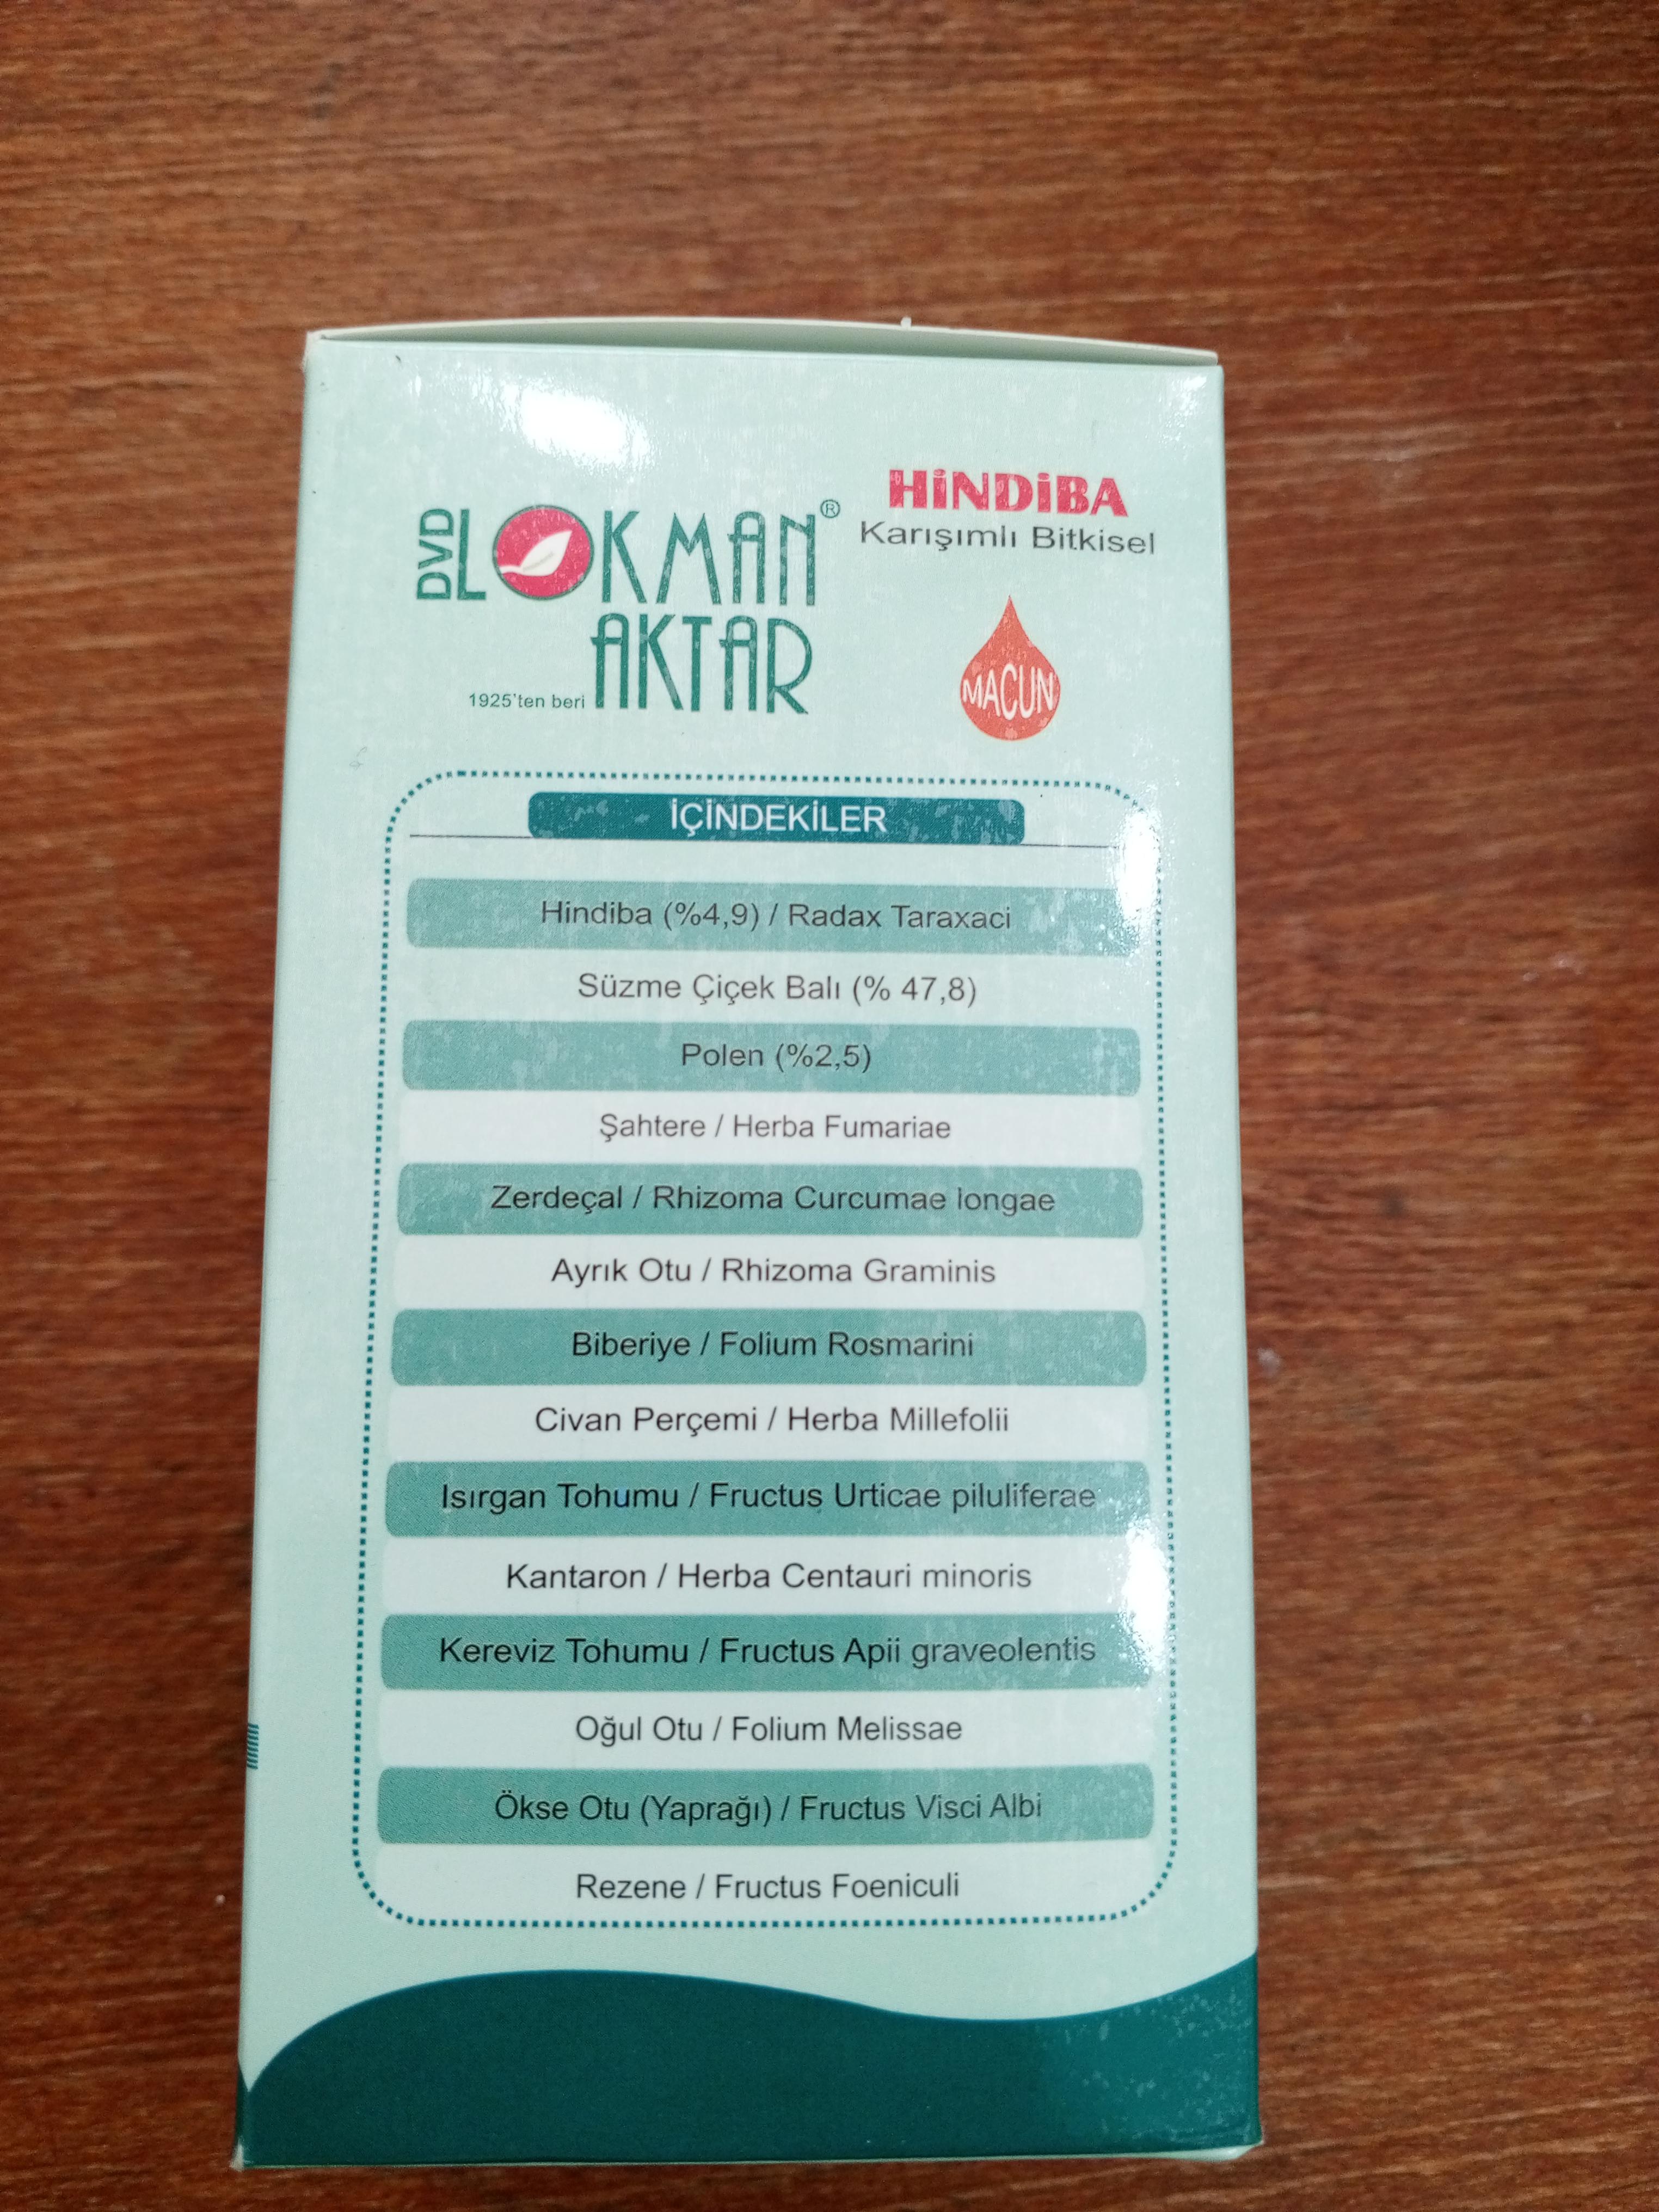 DVD LOKMAN®
AKTAR
1925'ten beri
HİNDİBA
Karışımlı Bitkisel
MACUN
İÇİNDEKİLER
Hindiba (%4,9) / Radax Taraxaci
Süzme Çiçek Balı (% 47,8)
Polen (%2,5)
Şahtere / Herba Fumariae
Zerdeçal / Rhizoma Curcumae longae
Ayrık Otu / Rhizoma Graminis
Biberiye / Folium Rosmarini
Civan Perçemi / Herba Millefolii
Isırgan Tohumu / Fructus Urticae piluliferae
Kantaron / Herba Centauri minoris
Kereviz Tohumu / Fructus Apii graveolentis
Oğul Otu / Folium Melissae
Ökse Otu (Yaprağı) / Fructus Visci Albi
Rezene / Fructus Foeniculi